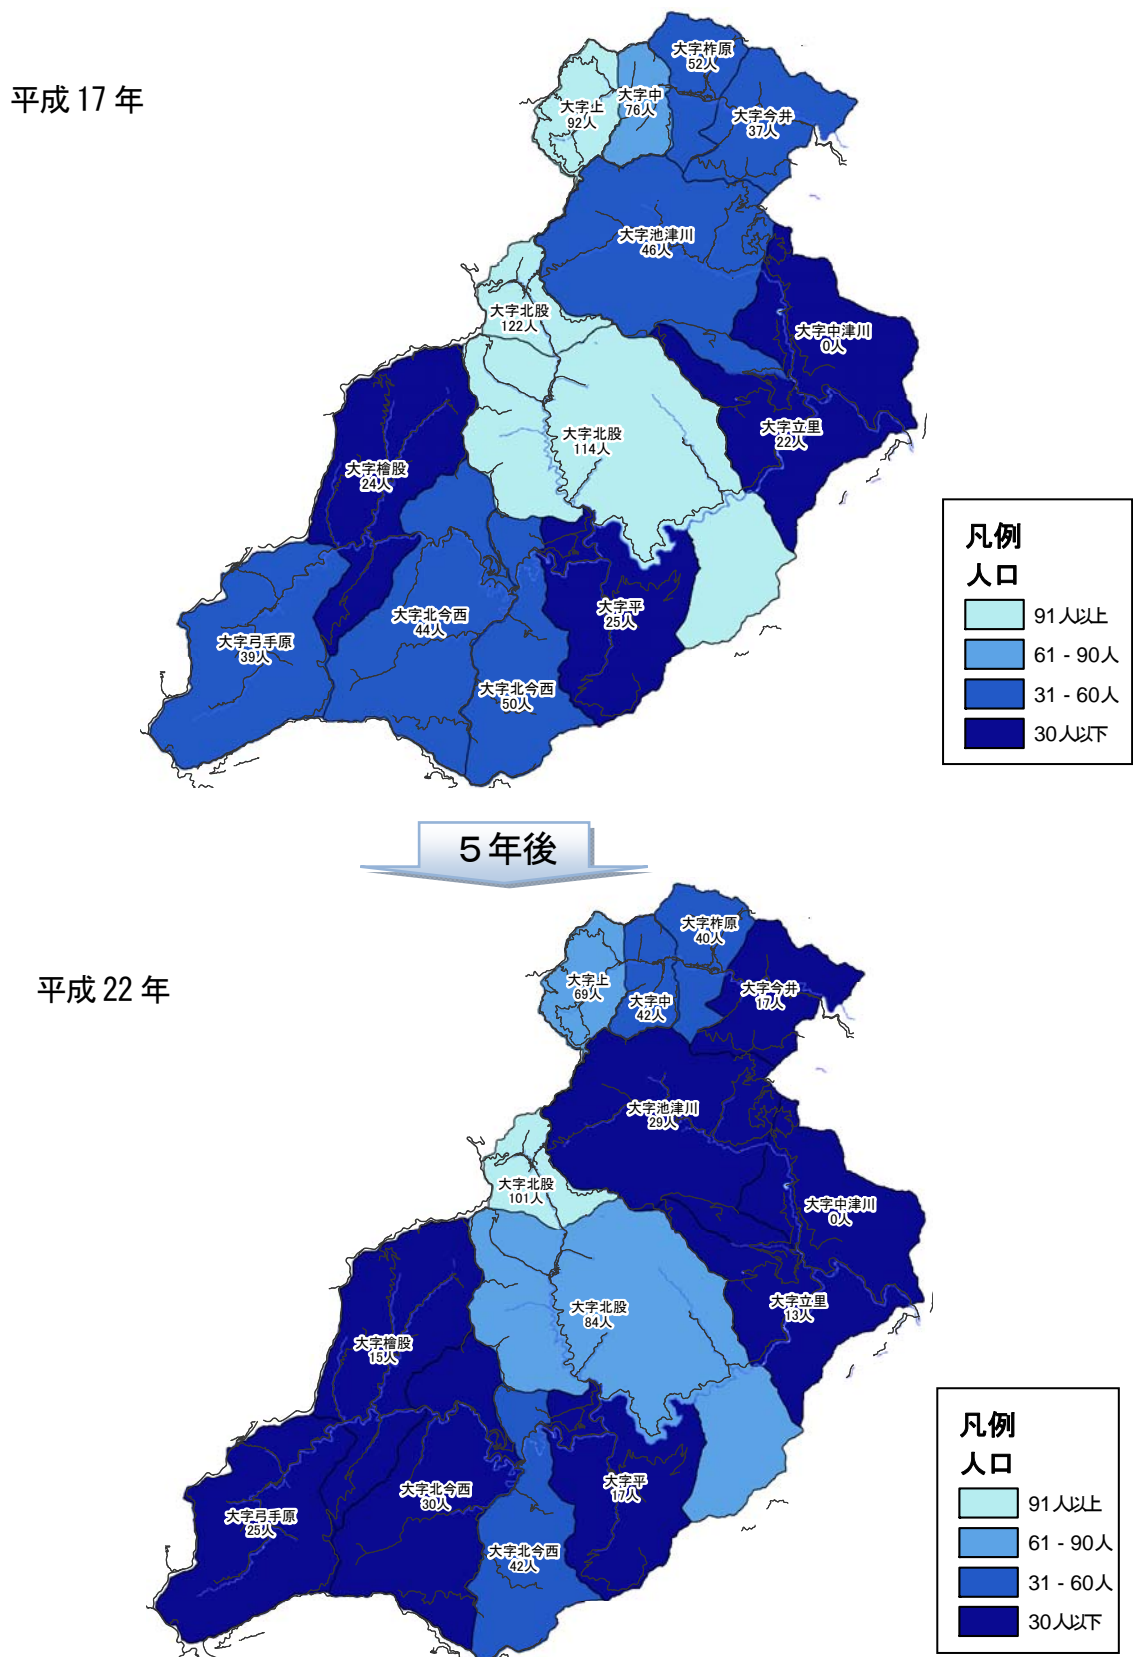 平成 17 年
大字柞原
52人
大字上
92人
大字中
76人
大字今井
37人
大字池津川
46人
大字北股
122人
大字中津川
0人
大字北股
114人
大字立里
22人
大字檜股
24人
大字北今西
44人
大字平
25人
大字弓手原
39人
大字北今西
50人
凡例
人口
91人以上
61 - 90人
31 - 60人
30人以下
５年後
平成 22 年
大字柞原
40人
大字上
69人
大字中
42人
大字今井
17人
大字池津川
29人
大字北股
101人
大字中津川
0人
大字北股
84人
大字立里
13人
大字檜股
15人
大字北今西
30人
大字平
17人
大字弓手原
25人
大字北今西
42人
凡例
人口
91人以上
61 - 90人
31 - 60人
30人以下